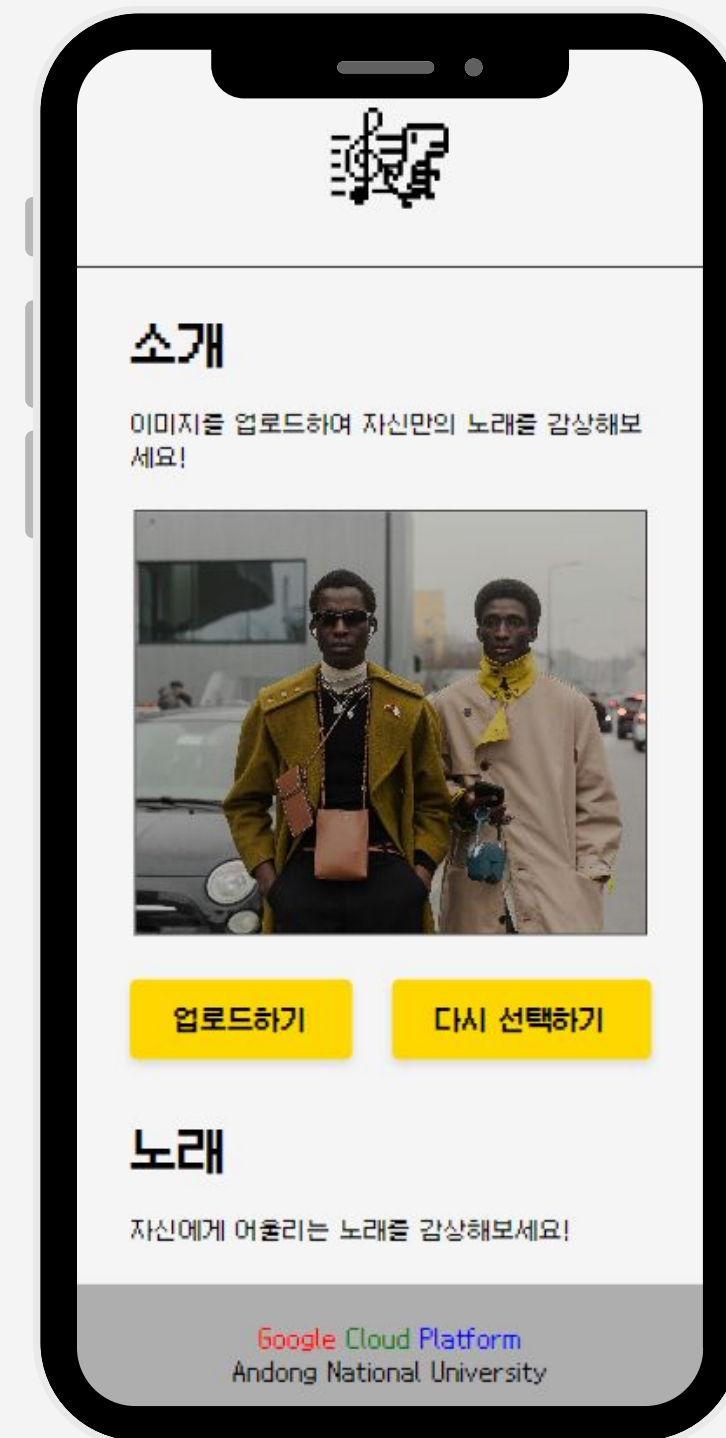 소개
이미지를 업로드하여 자신만의 노래를 감상해보
세요!
업로드하기
다시 선택하기
노래
자신에게 어울리는 노래를 감상해보세요!
Google Cloud Platform
Andong National University